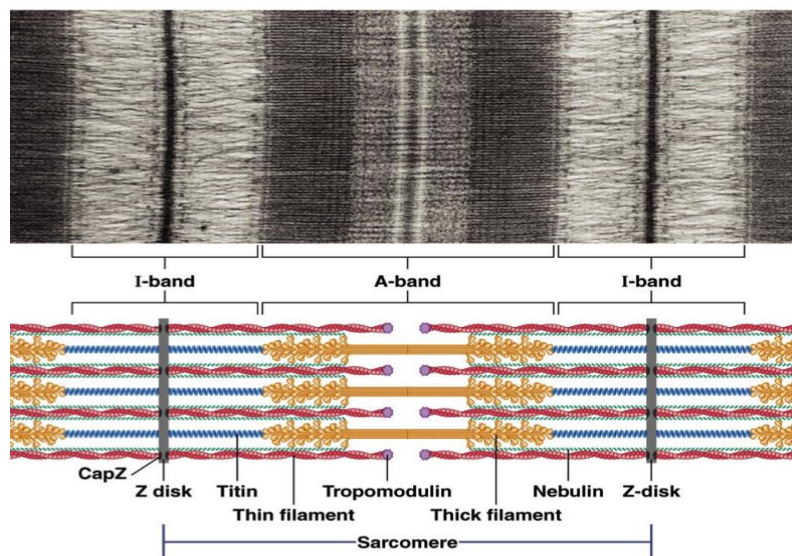 I-band A-band I-band
CapZ
Z disk Titin Tropomodulin Nebulin Z-disk
Thin filament Thick filament
Sarcomere